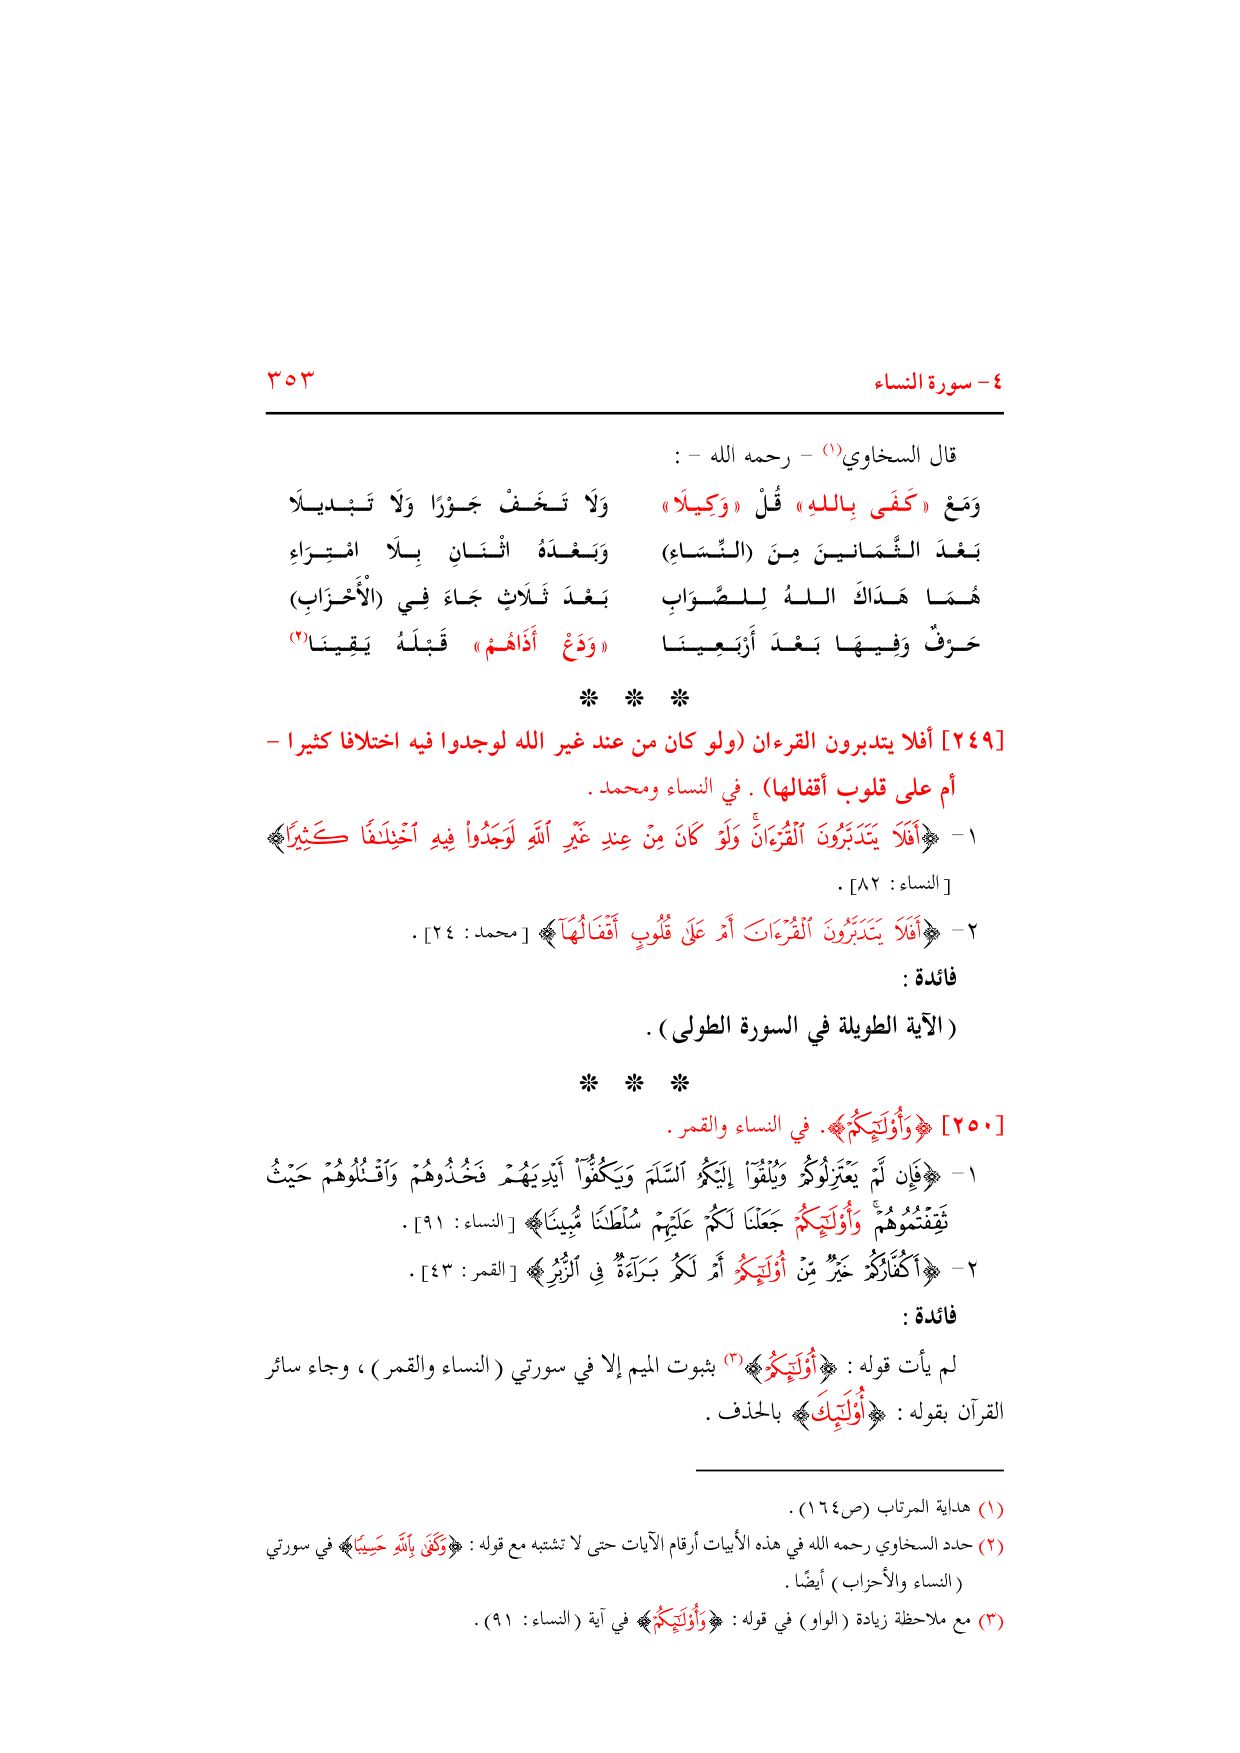 ٤- سورة النساء ٣٥٣
قال السخاوي(١) - رحمه الله - :
وَمَعْ «كَفَى بِاللهِ» قُلْ «وَكِيلَا» وَلَا تَخَفْ جَوْرًا وَلَا تَبْدِيلَا
بَعْدَ الثَّمَانِينَ مِنَ (النِّسَاءِ) وَبَعْدَهُ اثْنَانِ بِلَا امْتِرَاءِ
هُمَا هَدَاكَ اللهُ لِلصَّوَابِ بَعْدَ ثَلَاثٍ جَاءَ فِي (الْأَحْزَابِ)
حَرْفٌ وَفِيهَا بَعْدَ أَرْبَعِينَا «وَدَعْ أَذَاهُمْ» قَبْلَهُ يَقِينَا(٢)
[٢٤٩] أفلا يتدبرون القرءان (ولو كان من عند غير الله لوجدوا فيه اختلافا كثيرا -
أم على قلوب أقفالها) . في النساء ومحمد .
١- ﴿أَفَلَا يَتَدَبَّرُونَ ٱلْقُرْءَانَۚ وَلَوْ كَانَ مِنْ عِندِ غَيْرِ ٱللَّهِ لَوَجَدُوا۟ فِيهِ ٱخْتِلَٰفًا كَثِيرًا﴾
[النساء : ٨٢] .
٢- ﴿أَفَلَا يَتَدَبَّرُونَ ٱلْقُرْءَانَ أَمْ عَلَىٰ قُلُوبٍ أَقْفَالُهَآ﴾ [محمد : ٢٤] .
فائدة :
(الآية الطويلة في السورة الطولى) .
[٢٥٠] ﴿وَأُو۟لَٰٓئِكُمْ﴾. في النساء والقمر .
١- ﴿فَإِن لَّمْ يَعْتَزِلُوكُمْ وَيُلْقُوٓا۟ إِلَيْكُمُ ٱلسَّلَمَ وَيَكُفُّوٓا۟ أَيْدِيَهُمْ فَخُذُوهُمْ وَٱقْتُلُوهُمْ حَيْثُ
ثَقِفْتُمُوهُمْۚ وَأُو۟لَٰٓئِكُمْ جَعَلْنَا لَكُمْ عَلَيْهِمْ سُلْطَٰنًا مُّبِينًا﴾ [النساء : ٩١] .
٢- ﴿أَكُفَّارُكُمْ خَيْرٌ مِّنْ أُو۟لَٰٓئِكُمْ أَمْ لَكُم بَرَآءَةٌ فِى ٱلزُّبُرِ﴾ [القمر : ٤٣] .
فائدة :
لم يأت قوله : ﴿أُو۟لَٰٓئِكُمْ﴾(٣) بثبوت الميم إلا في سورتي (النساء والقمر) ، وجاء سائر
القرآن بقوله : ﴿أُو۟لَٰٓئِكَ﴾ بالحذف .
(١) هداية المرتاب (ص١٦٤) .
(٢) حدد السخاوي رحمه الله في هذه الأبيات أرقام الآيات حتى لا تشتبه مع قوله : ﴿وَكَفَىٰ بِٱللَّهِ حَسِيبًا﴾ في سورتي
(النساء والأحزاب) أيضًا .
(٣) مع ملاحظة زيادة (الواو) في قوله : ﴿وَأُو۟لَٰٓئِكُمْ﴾ في آية (النساء : ٩١) .